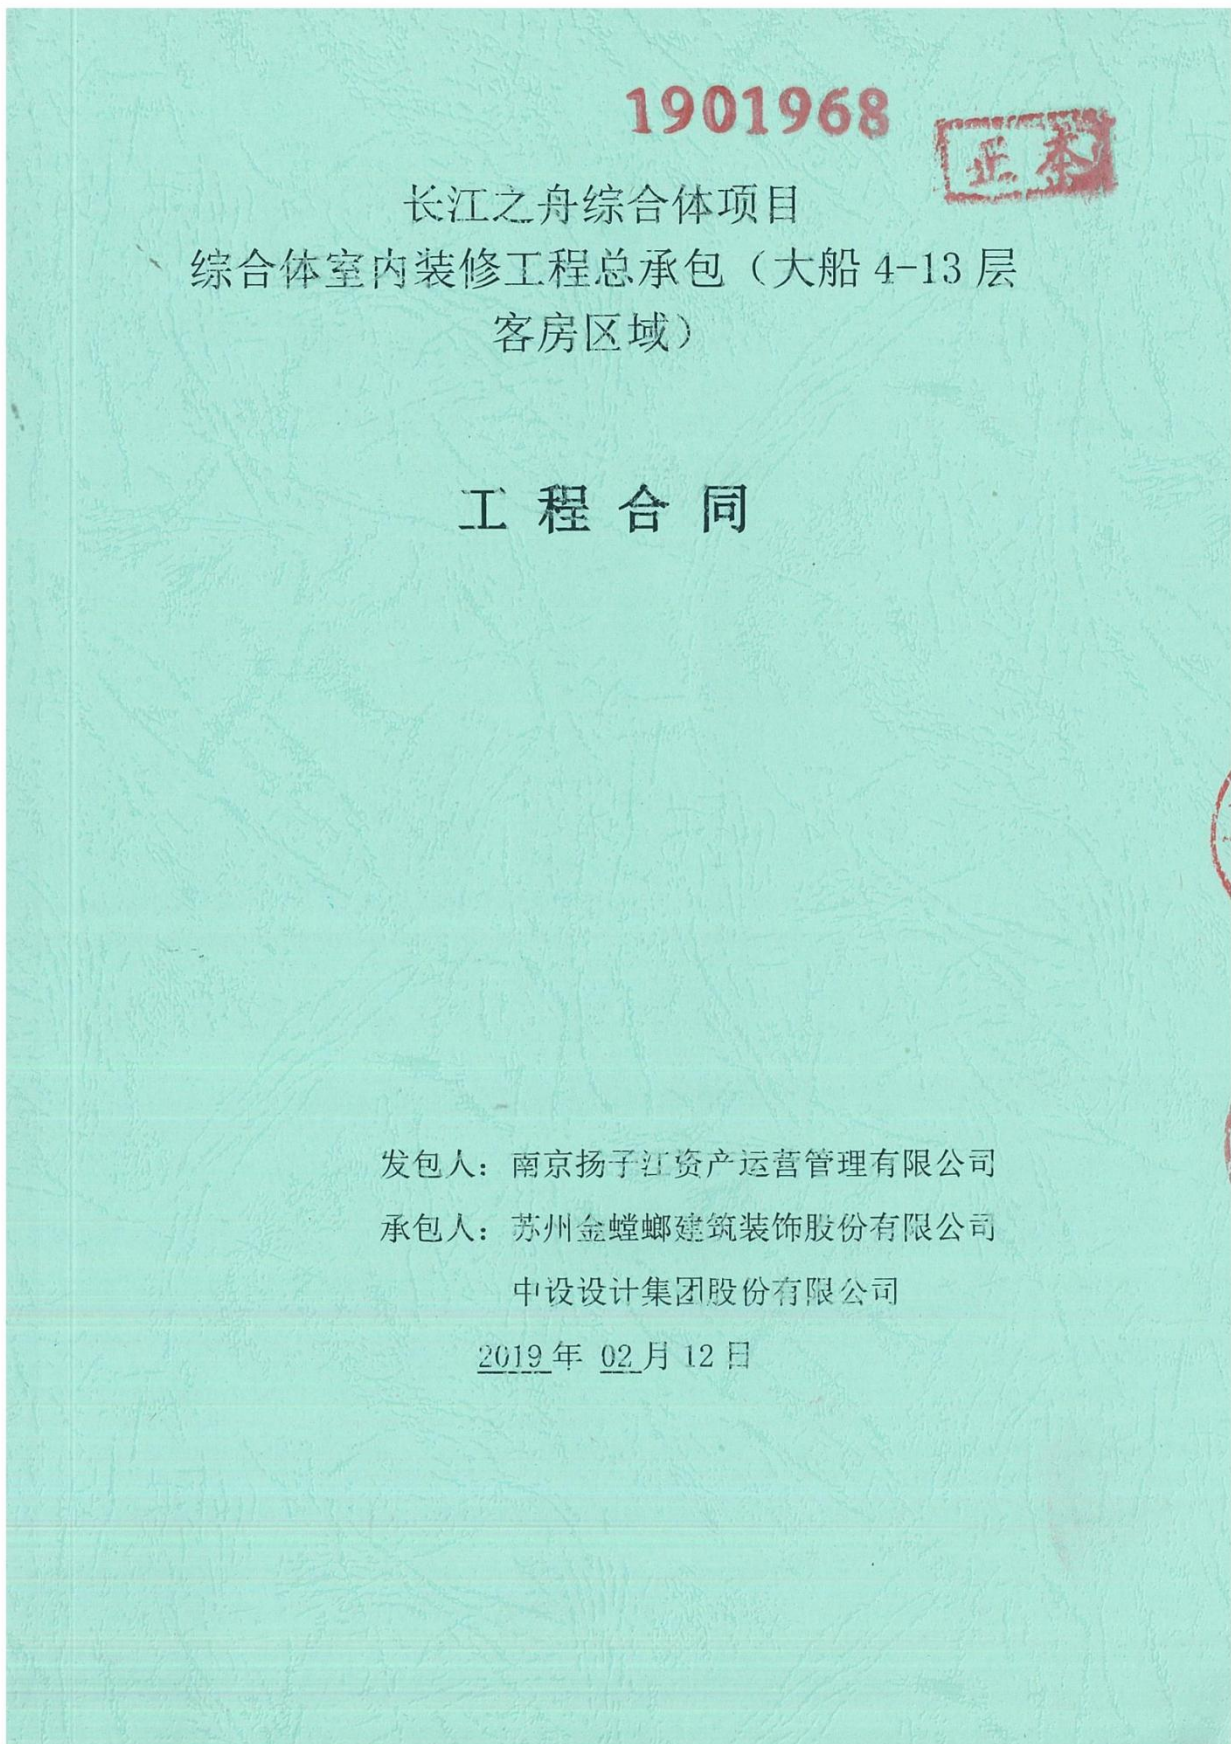 1901968
正本
长江之舟综合体项目
综合体室内装修工程总承包（大船 4-13 层
客房区域）
工程合同
发包人：南京扬子江资产运营管理有限公司
承包人：苏州金螳螂建筑装饰股份有限公司
中设设计集团股份有限公司
2019 年 02 月 12 日